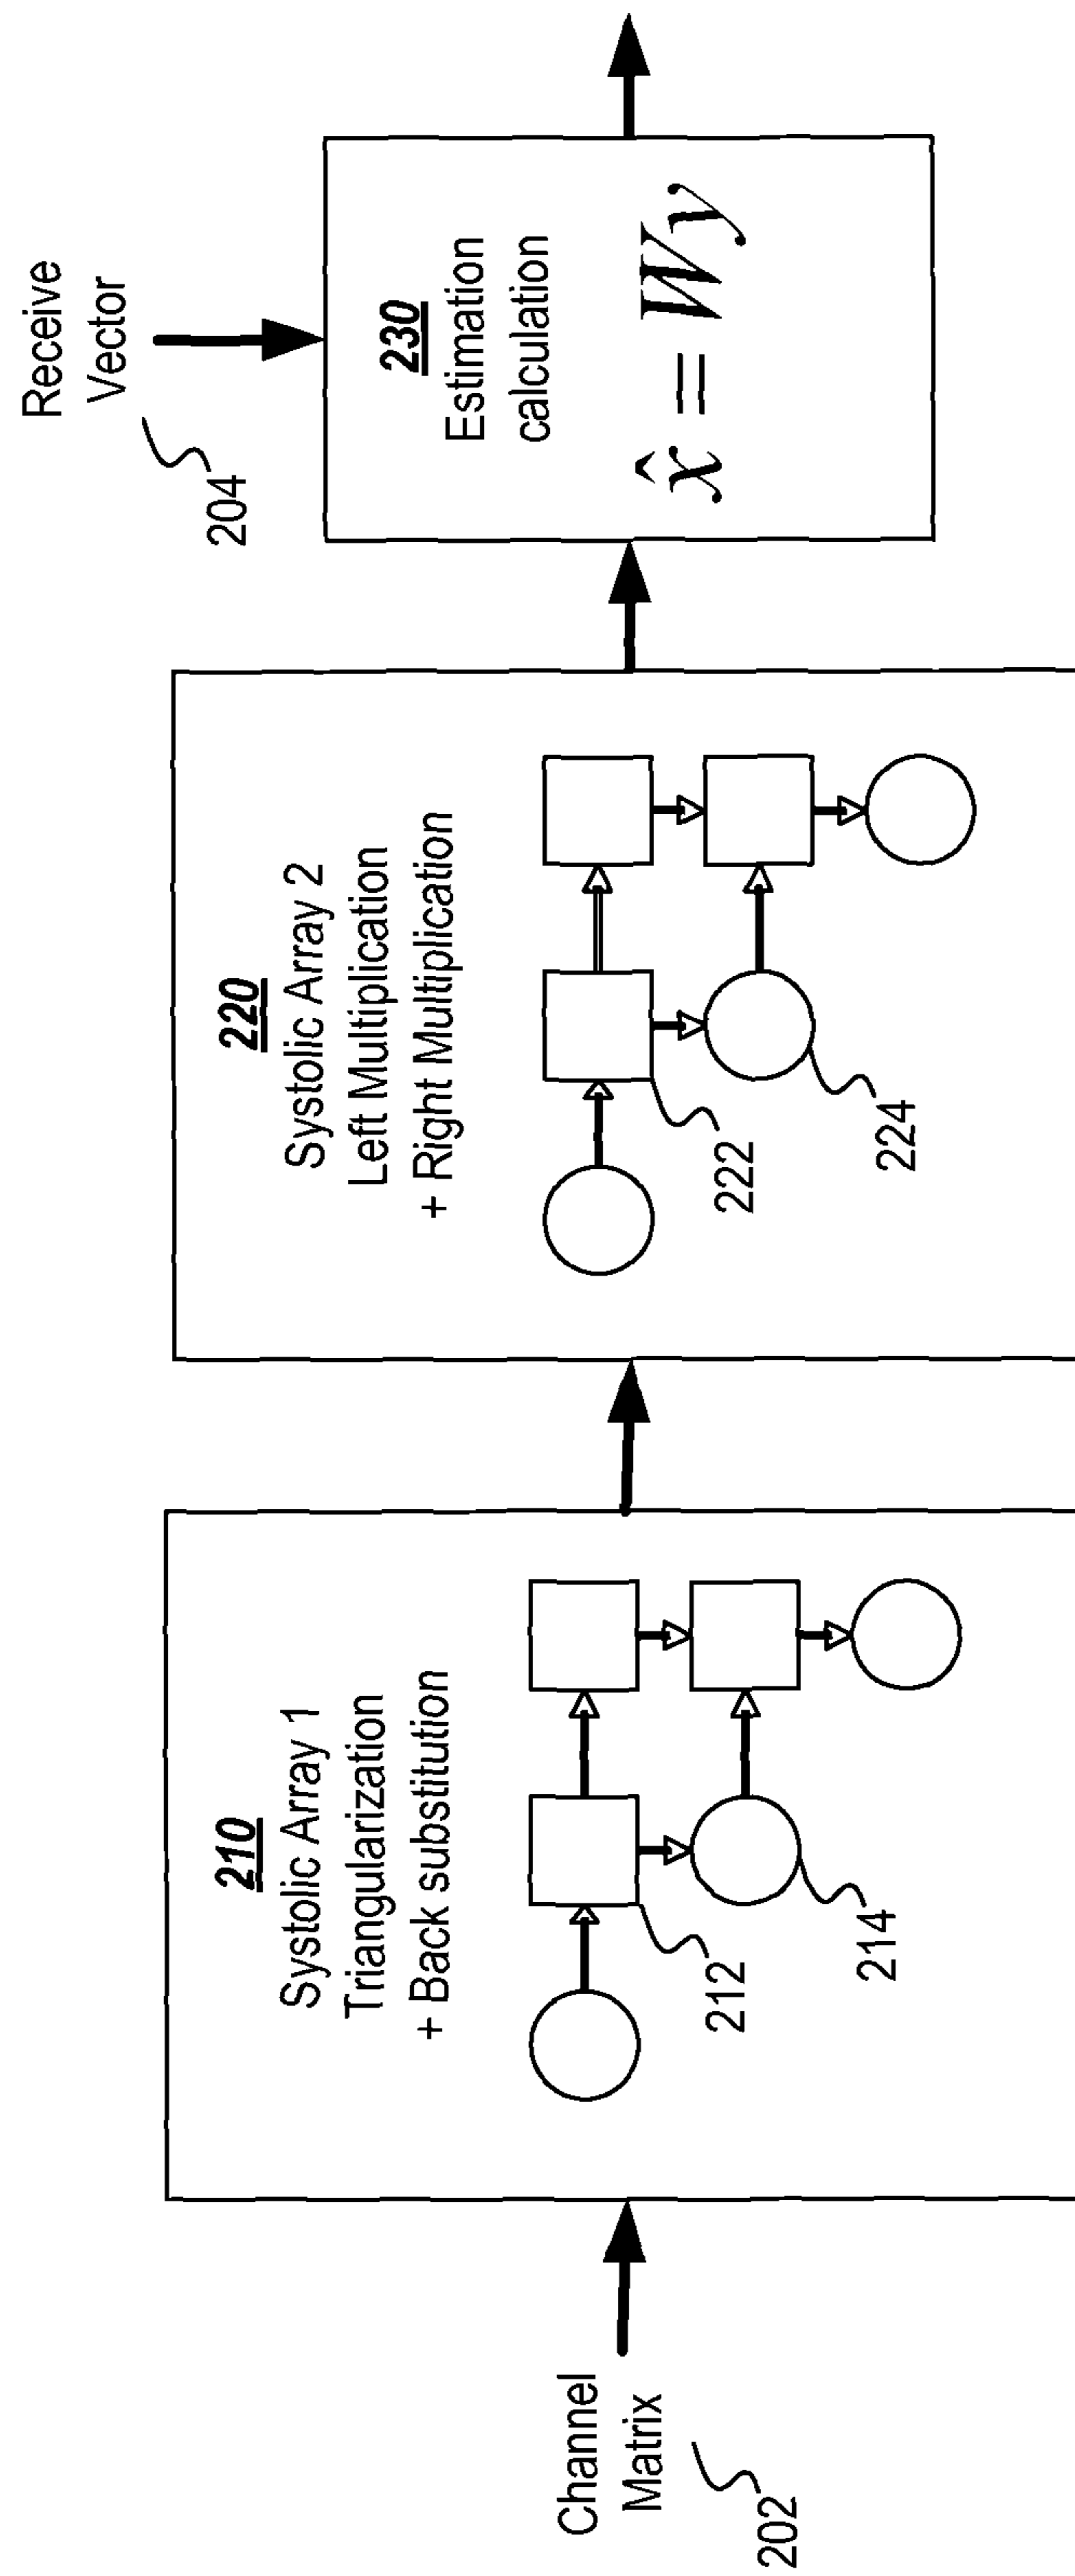 Channel
Matrix
202
210
Systolic Array 1
Triangularization
+ Back substitution
212
214
220
Systolic Array 2
Left Multiplication
+ Right Multiplication
222
224
Receive
Vector
204
230
Estimation
calculation
x̂ = Wy